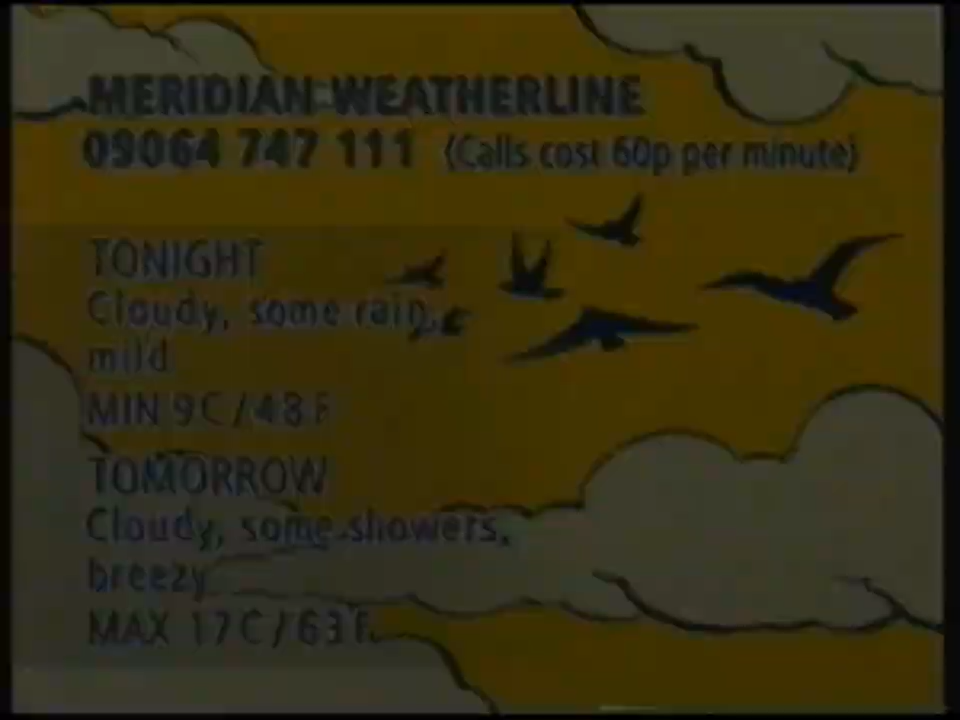 MERIDIAN WEATHERLINE
09064 747 111 (Calls cost 60p per minute)
TONIGHT
Cloudy, some rain,
mild
MIN 9C/48F
TOMORROW
Cloudy, some showers,
breezy
MAX 17C/63F